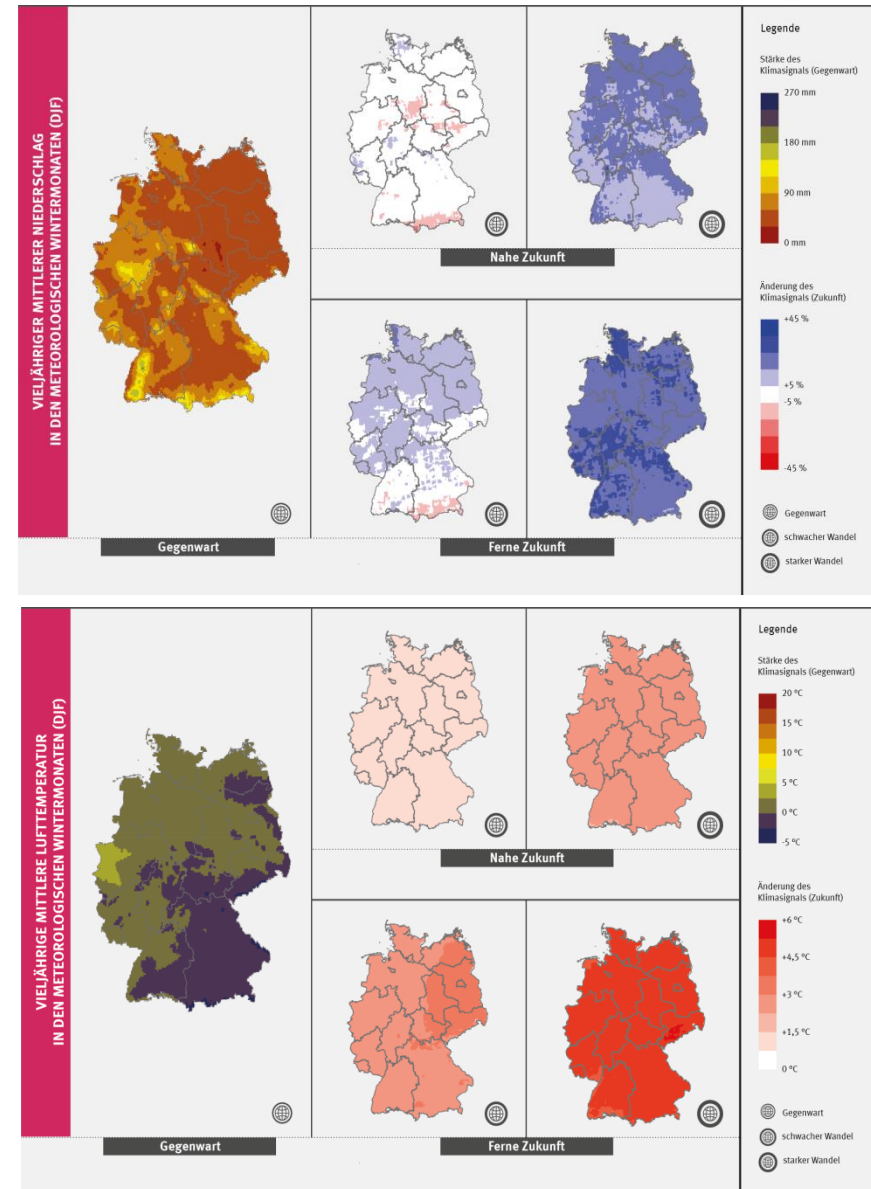 VIELJÄHRIGER MITTLERER NIEDERSCHLAG
IN DEN METEOROLOGISCHEN WINTERMONATEN (DJF)
Gegenwart
Nahe Zukunft
Ferne Zukunft
Legende
Stärke des
Klimasignals (Gegenwart)
270 mm
180 mm
90 mm
0 mm
Änderung des
Klimasignals (Zukunft)
+45 %
+5 %
-5 %
-45 %
Gegenwart
schwacher Wandel
starker Wandel
VIELJÄHRIGE MITTLERE LUFTTEMPERATUR
IN DEN METEOROLOGISCHEN WINTERMONATEN (DJF)
Gegenwart
Nahe Zukunft
Ferne Zukunft
Legende
Stärke des
Klimasignals (Gegenwart)
20 °C
15 °C
10 °C
5 °C
0 °C
-5 °C
Änderung des
Klimasignals (Zukunft)
+6 °C
+4,5 °C
+3 °C
+1,5 °C
0 °C
Gegenwart
schwacher Wandel
starker Wandel